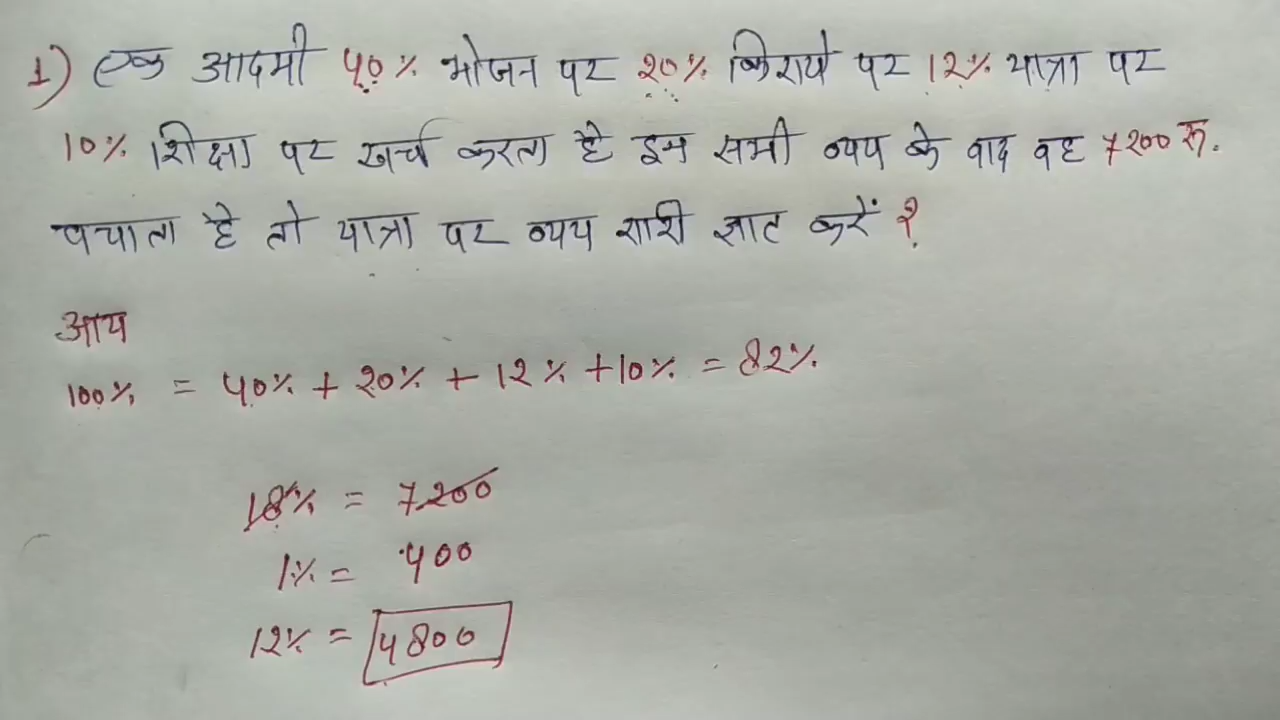 1) एक आदमी 40% भोजन पर 20% किराये पर 12% यात्रा पर
10% शिक्षा पर खर्च करता है इन सभी व्यय के बाद वह 7200 रू.
बचाता है तो यात्रा पर व्यय राशी ज्ञात करें ?
आय
100% = 40% + 20% + 12% + 10% = 82%
18% = 7200
1% = 400
12% = 4800